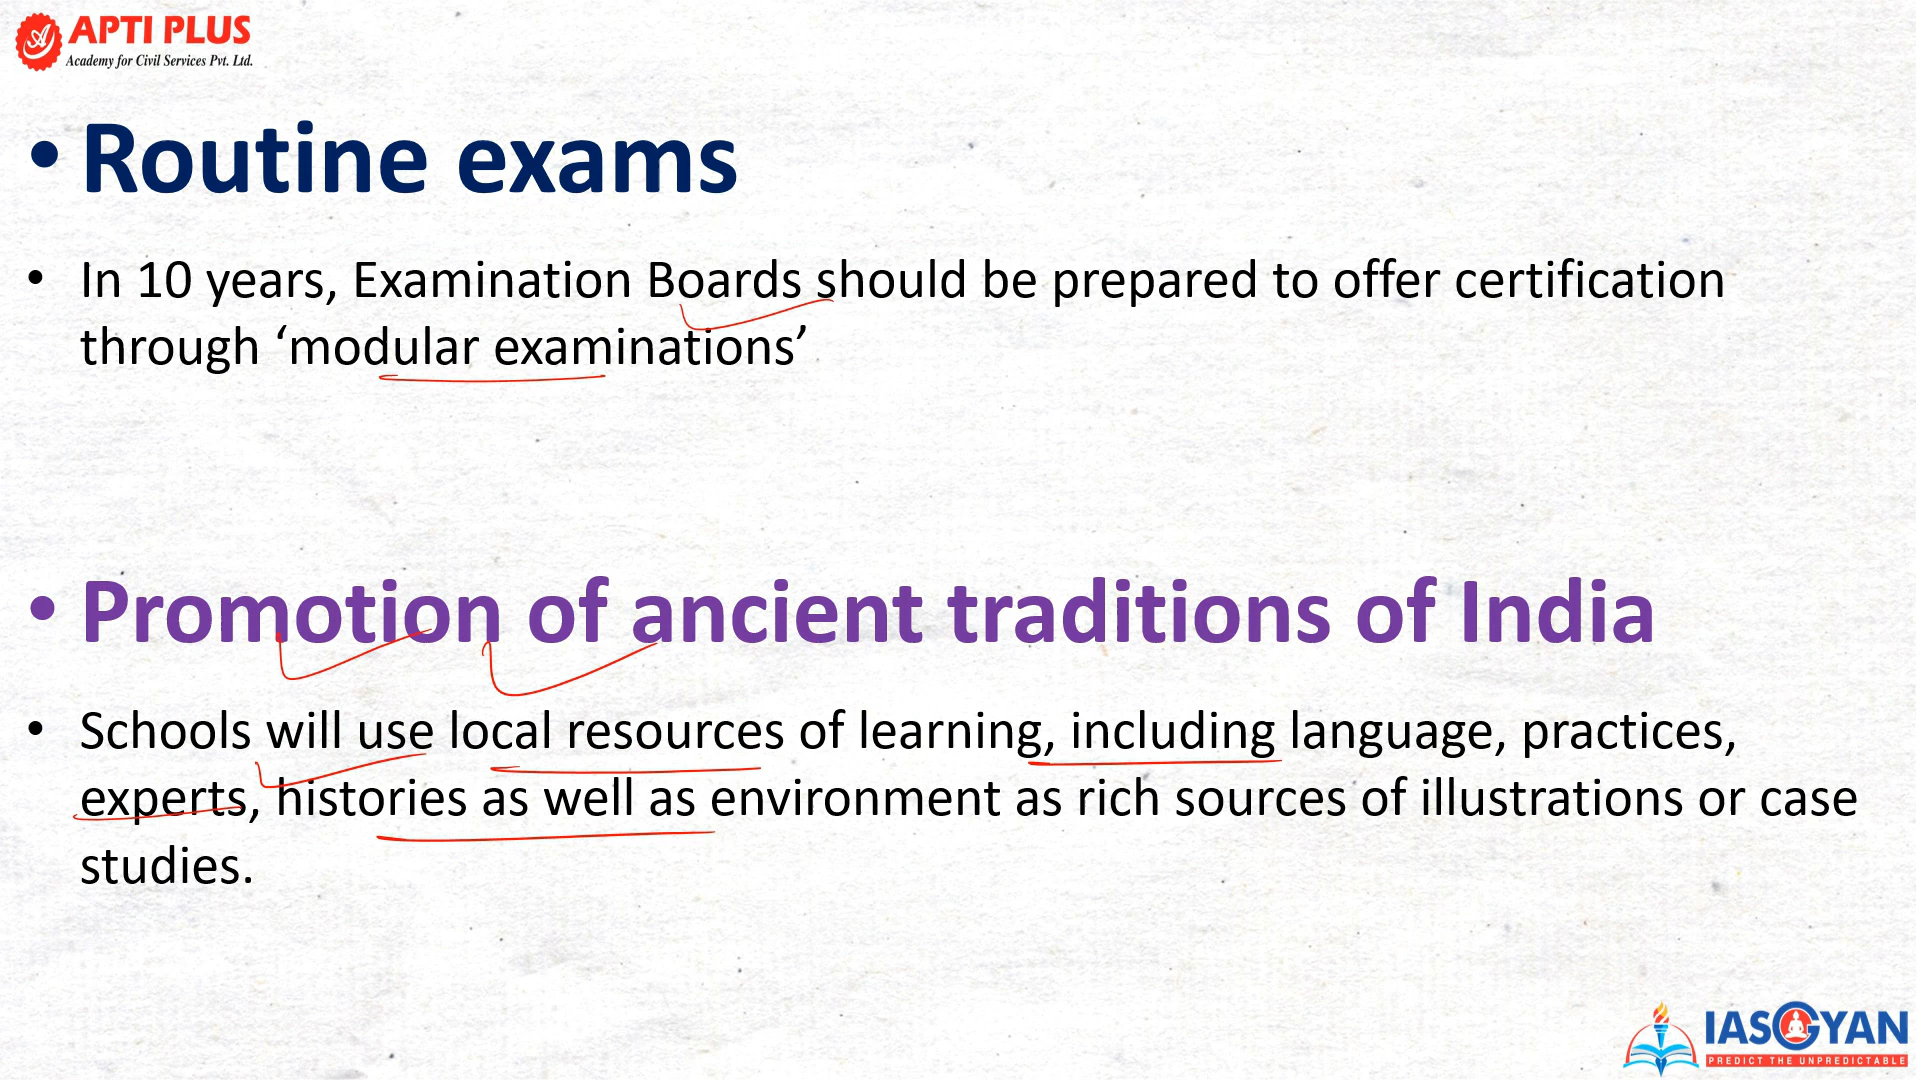 APTI PLUS
Academy for Civil Services Pvt. Ltd.
• Routine exams
• In 10 years, Examination Boards should be prepared to offer certification
through ‘modular examinations’
• Promotion of ancient traditions of India
• Schools will use local resources of learning, including language, practices,
experts, histories as well as environment as rich sources of illustrations or case
studies.
IASGYAN
PREDICT THE UNPREDICTABLE